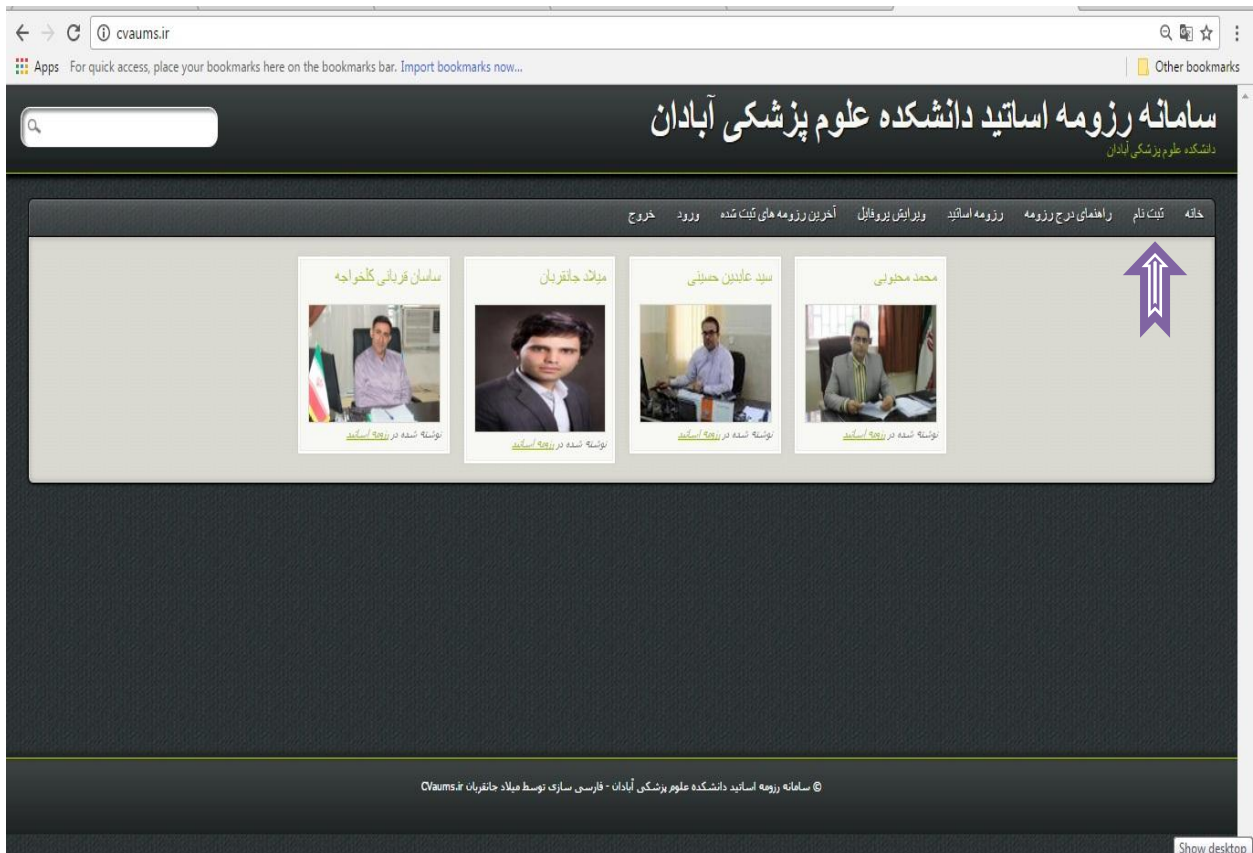 cvaums.ir
Apps For quick access, place your bookmarks here on the bookmarks bar. Import bookmarks now... Other bookmarks
سامانه رزومه اساتید دانشکده علوم پزشکی آبادان
دانشکده علوم پزشکی آبادان
خانه ثبت نام راهنمای درج رزومه رزومه اساتید ویرایش پروفایل آخرین رزومه های ثبت شده ورود خروج
محمد محبوبی
سید عابدین حسینی
میلاد جانقربان
ساسان قربانی کلخواجه
نوشته شده در رزومه اساتید
نوشته شده در رزومه اساتید
نوشته شده در رزومه اساتید
نوشته شده در رزومه اساتید
© سامانه رزومه اساتید دانشکده علوم پزشکی آبادان - فارسی سازی توسط میلاد جانقربان CVaums.ir
Show desktop